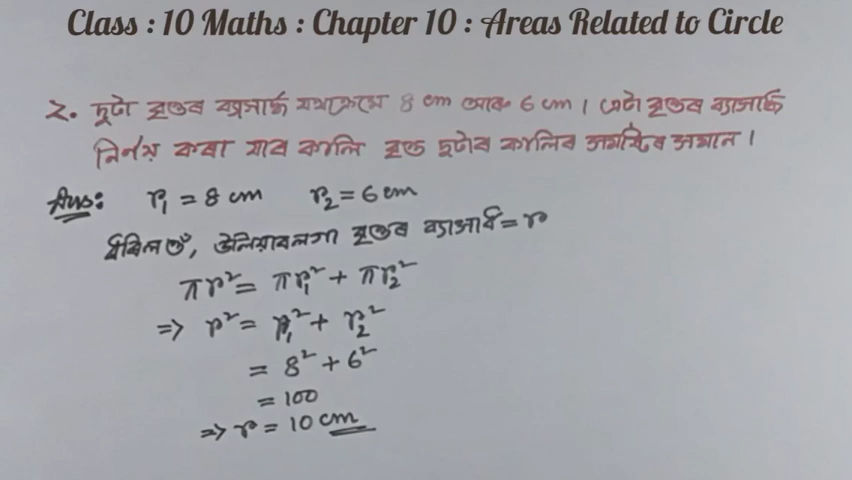 Class : 10 Maths : Chapter 10 : Areas Related to Circle
২. দুটা বৃত্তৰ ব্যাসাৰ্দ্ধ যথাক্ৰমে 8 cm আৰু 6 cm। এটা বৃত্তৰ ব্যাসাৰ্দ্ধ
নিৰ্ণয় কৰা যাৰ কালি বৃত্ত দুটাৰ কালিৰ সমষ্টিৰ সমান।
Ans: r₁ = 8 cm r₂ = 6 cm
ধৰিলওঁ, উলিয়াবলগা বৃত্তৰ ব্যাসাৰ্ধ = r
πr² = πr₁² + πr₂²
=> r² = r₁² + r₂²
= 8² + 6²
= 100
=> r = 10 cm